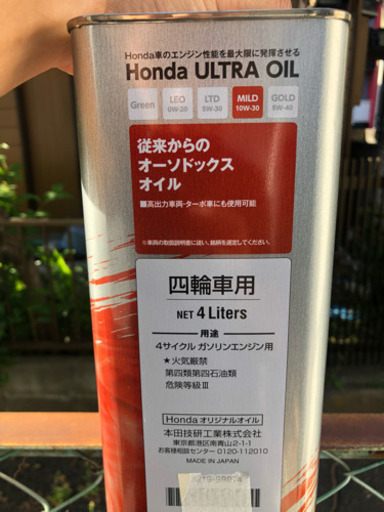 Honda車のエンジン性能を最大限に発揮させる
Honda ULTRA OIL
Green
LEO 0W-20
LTD 5W-30
MILD 10W-30
GOLD 5W-40
従来からの
オーソドックス
オイル
■高出力車両・ターボ車にも使用可能
※車両の取扱説明書に従い、銘柄を選定してください。
四輪車用
NET 4 Liters
用途
4サイクル ガソリンエンジン用
★火気厳禁
第四類第四石油類
危険等級Ⅲ
Honda オリジナルオイル
本田技研工業株式会社
東京都港区南青山2-1-1
お客様相談センター 0120-112010
MADE IN JAPAN